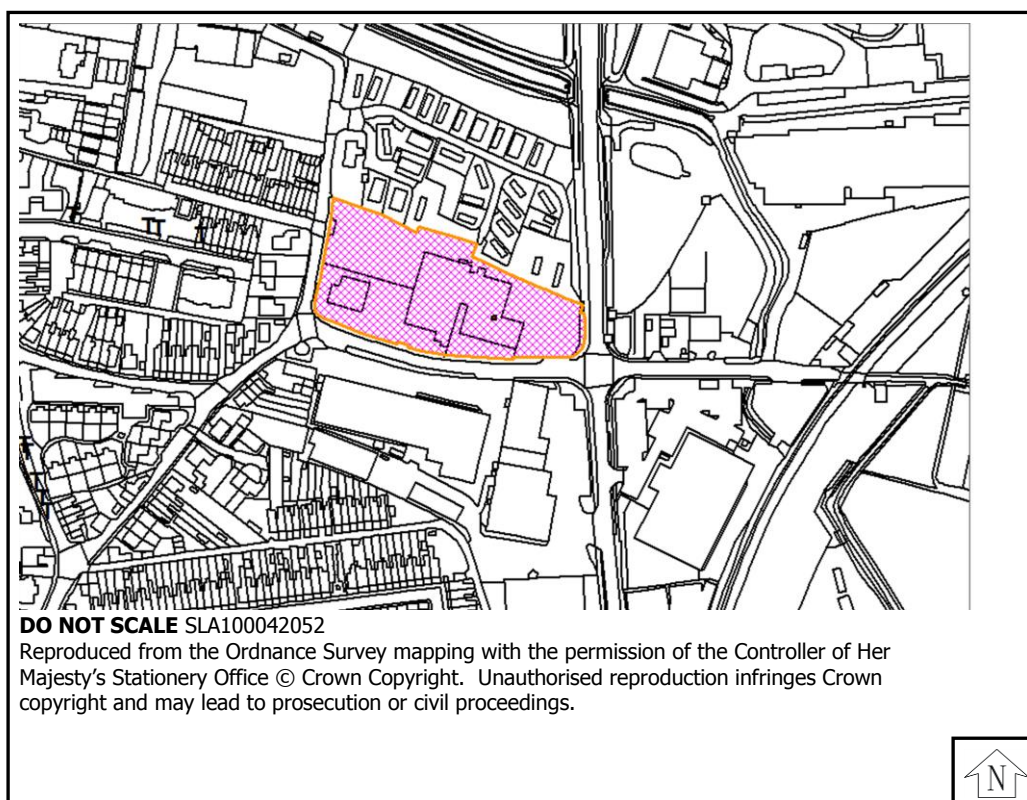 DO NOT SCALE SLA100042052
Reproduced from the Ordnance Survey mapping with the permission of the Controller of Her
Majesty's Stationery Office © Crown Copyright.  Unauthorised reproduction infringes Crown
copyright and may lead to prosecution or civil proceedings.
N